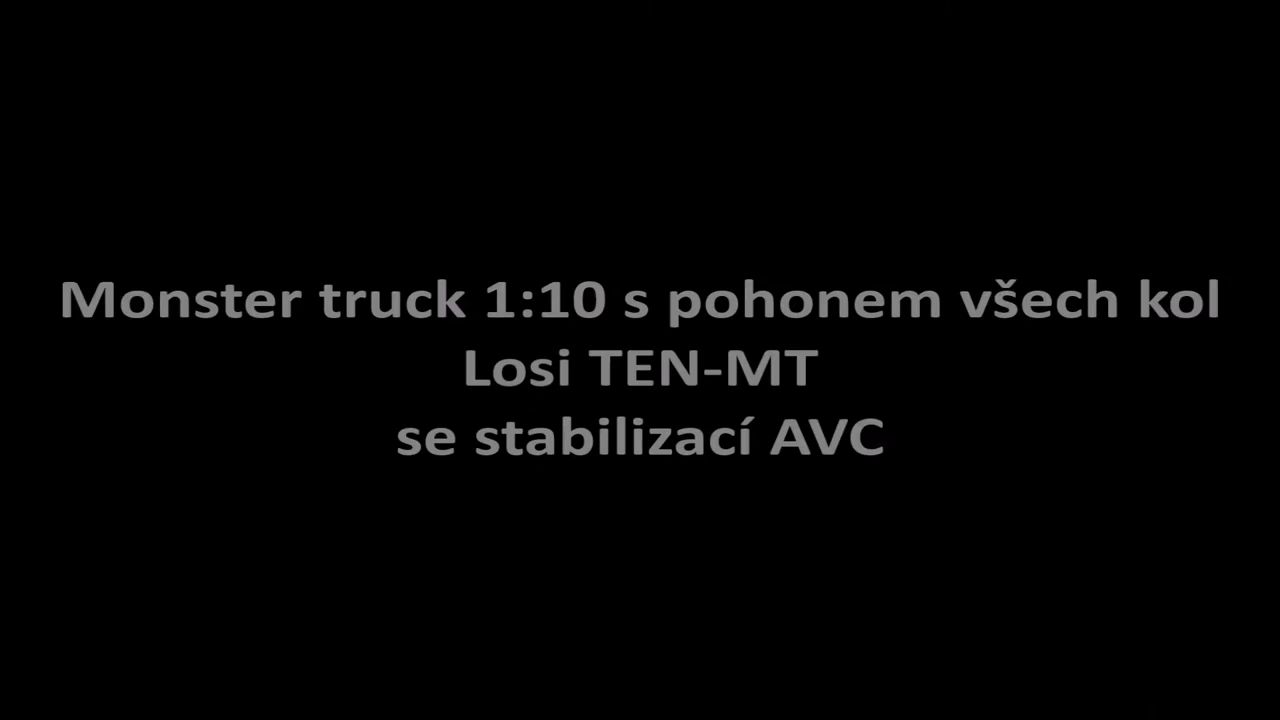 Monster truck 1:10 s pohonem všech kol
Losi TEN-MT
se stabilizací AVC